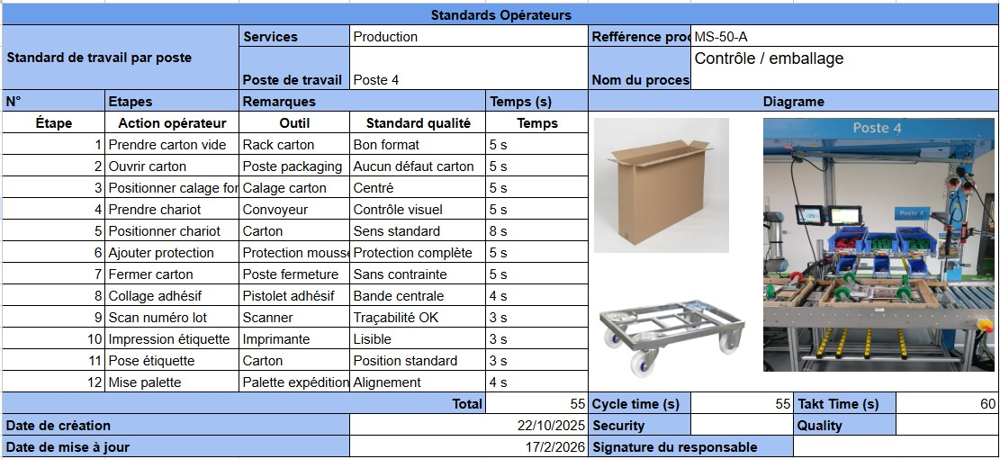 Standards Opérateurs
Standard de travail par poste
Services Production Refférence proc MS-50-A
Poste de travail Poste 4 Nom du proces Contrôle / emballage
N° Etapes Remarques Temps (s) Diagrame
Étape Action opérateur Outil Standard qualité Temps
1 Prendre carton vide Rack carton Bon format 5 s
2 Ouvrir carton Poste packaging Aucun défaut carton 5 s
3 Positionner calage for Calage carton Centré 5 s
4 Prendre chariot Convoyeur Contrôle visuel 5 s
5 Positionner chariot Carton Sens standard 8 s
6 Ajouter protection Protection mousse Protection complète 5 s
7 Fermer carton Poste fermeture Sans contrainte 5 s
8 Collage adhésif Pistolet adhésif Bande centrale 4 s
9 Scan numéro lot Scanner Traçabilité OK 3 s
10 Impression étiquette Imprimante Lisible 3 s
11 Pose étiquette Carton Position standard 3 s
12 Mise palette Palette expédition Alignement 4 s
Poste 4
Poste 4
Total 55 Cycle time (s) 55 Takt Time (s) 60
Date de création 22/10/2025 Security Quality
Date de mise à jour 17/2/2026 Signature du responsable